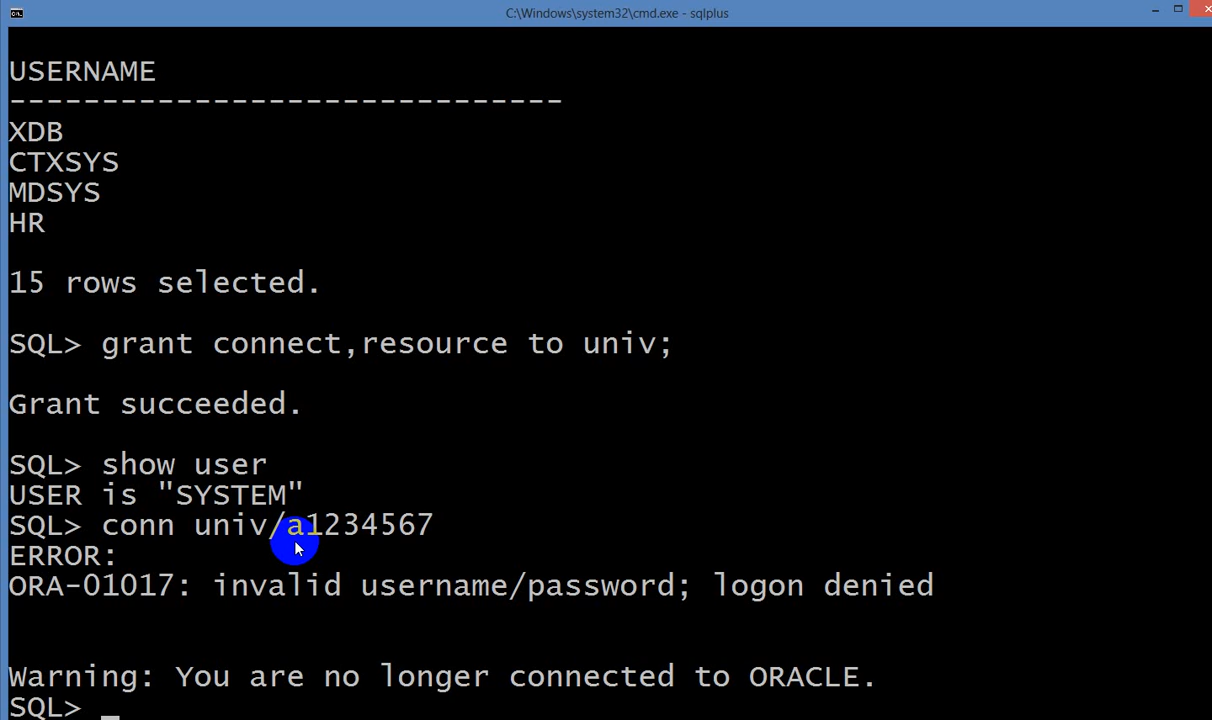 C:\Windows\system32\cmd.exe - sqlplus
USERNAME
------------------------------
XDB
CTXSYS
MDSYS
HR
15 rows selected.
SQL> grant connect,resource to univ;
Grant succeeded.
SQL> show user
USER is "SYSTEM"
SQL> conn univ/a1234567
ERROR:
ORA-01017: invalid username/password; logon denied
Warning: You are no longer connected to ORACLE.
SQL> _